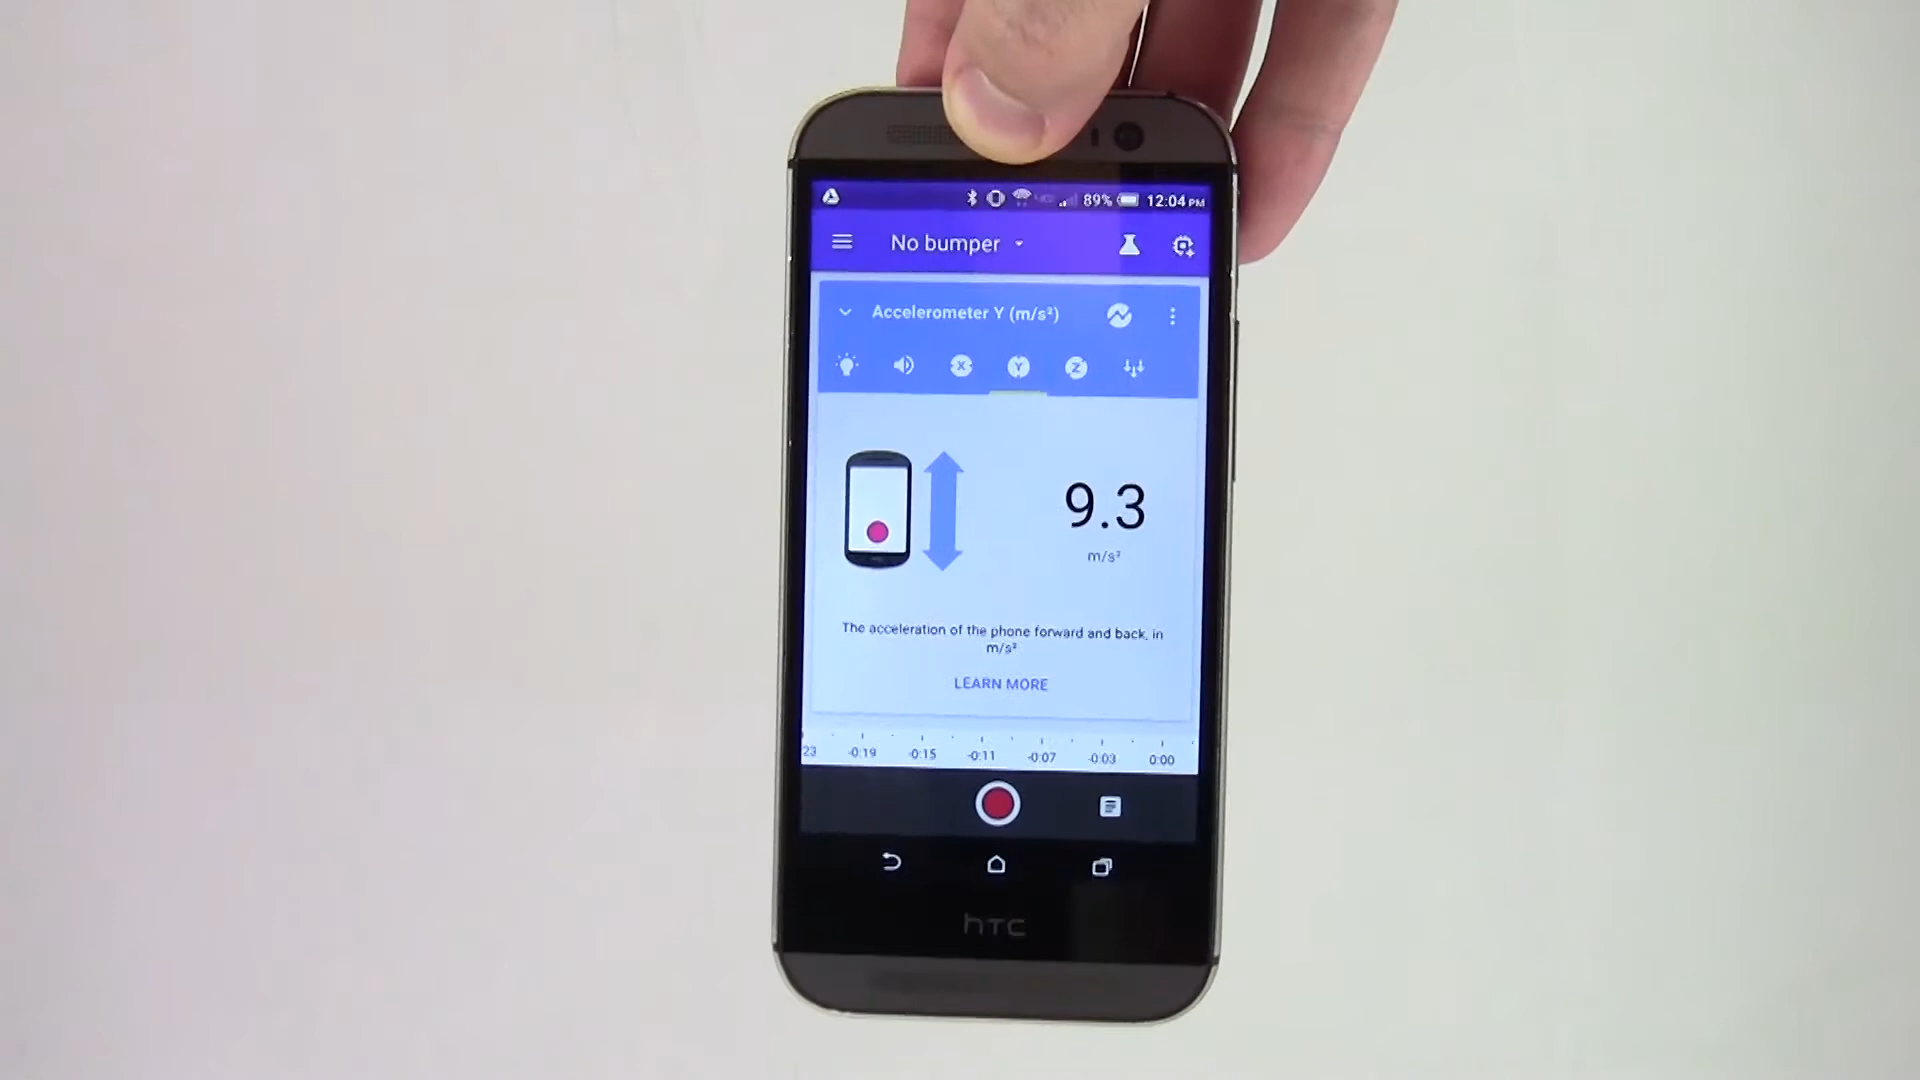 89% 12:04 PM
No bumper
Accelerometer Y (m/s²)
X Y Z
9.3
m/s²
The acceleration of the phone forward and back, in
m/s²
LEARN MORE
23 -0:19 -0:15 -0:11 -0:07 -0:03 0:00
hTC